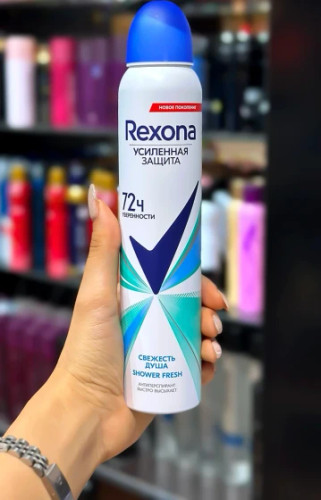 НОВОЕ ПОКОЛЕНИЕ
Rexona
УСИЛЕННАЯ
ЗАЩИТА
72ч
УВЕРЕННОСТИ
СВЕЖЕСТЬ
ДУША
SHOWER FRESH
АНТИПЕРСПИРАНТ
БЫСТРО ВЫСЫХАЕТ